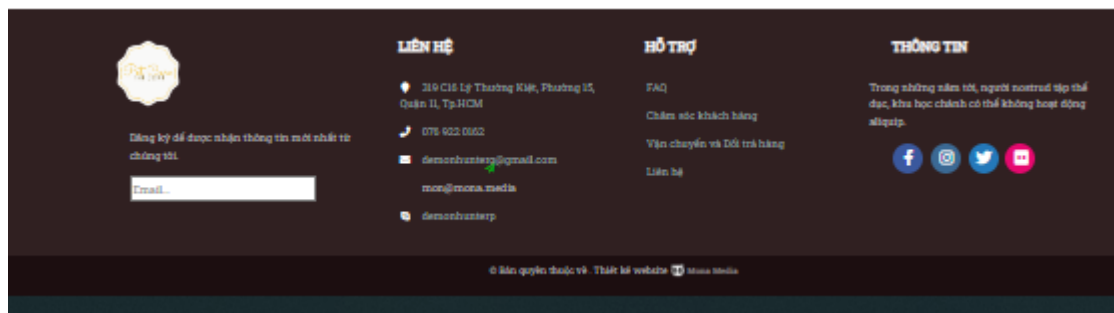 Đăng ký để được nhận thông tin mới nhất từ
chúng tôi.
Email...
LIÊN HỆ
319 C16 Lý Thường Kiệt, Phường 15,
Quận 11, Tp.HCM
076 922 0162
demonhunterg@gmail.com
mon@mona.media
demonhunterp
HỖ TRỢ
FAQ
Chăm sóc khách hàng
Vận chuyển và Đổi trả hàng
Liên hệ
THÔNG TIN
Trong những năm tới, người nostrud tập thể
dục, khu học chánh có thể không hoạt động
aliquip.
© Bản quyền thuộc về . Thiết kế website Mona Media